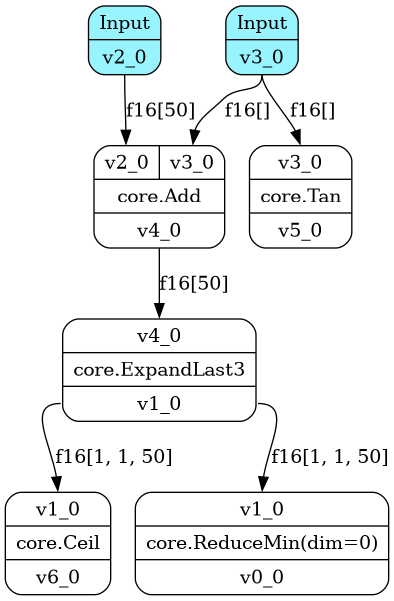 Input
v2_0
Input
v3_0
f16[50]
f16[]
f16[]
v2_0 v3_0
core.Add
v4_0
v3_0
core.Tan
v5_0
f16[50]
v4_0
core.ExpandLast3
v1_0
f16[1, 1, 50]
f16[1, 1, 50]
v1_0
core.Ceil
v6_0
v1_0
core.ReduceMin(dim=0)
v0_0